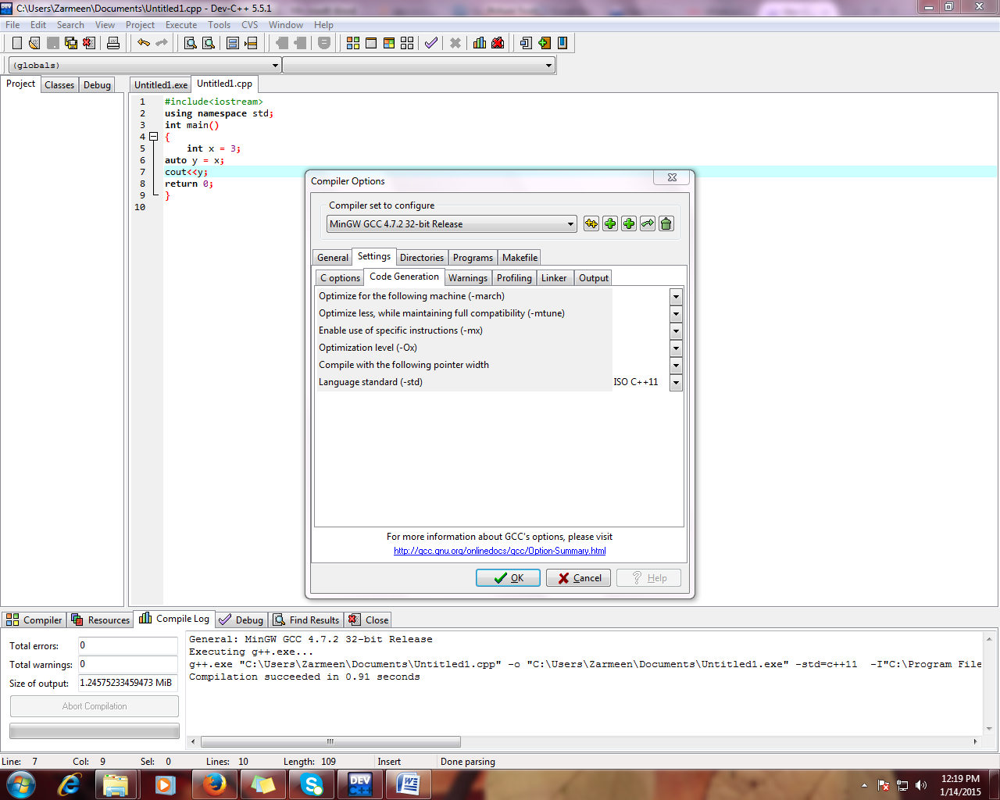 C:\Users\Zarmeen\Documents\Untitled1.cpp - Dev-C++ 5.5.1
File Edit Search View Project Execute Tools CVS Window Help
(globals)
Project Classes Debug
Untitled1.exe Untitled1.cpp
1 #include<iostream>
2 using namespace std;
3 int main()
4 {
5 int x = 3;
6 auto y = x;
7 cout<<y;
8 return 0;
9 }
10
Compiler Options
Compiler set to configure
MinGW GCC 4.7.2 32-bit Release
General Settings Directories Programs Makefile
C options Code Generation Warnings Profiling Linker Output
Optimize for the following machine (-march)
Optimize less, while maintaining full compatibility (-mtune)
Enable use of specific instructions (-mx)
Optimization level (-Ox)
Compile with the following pointer width
Language standard (-std) ISO C++11
For more information about GCC's options, please visit
http://gcc.gnu.org/onlinedocs/gcc/Option-Summary.html
OK Cancel Help
Compiler Resources Compile Log Debug Find Results Close
Total errors: 0
Total warnings: 0
Size of output: 1.24575233459473 MiB
Abort Compilation
General: MinGW GCC 4.7.2 32-bit Release
Executing g++.exe...
g++.exe "C:\Users\Zarmeen\Documents\Untitled1.cpp" -o "C:\Users\Zarmeen\Documents\Untitled1.exe" -std=c++11 -I"C:\Program File
Compilation succeeded in 0.91 seconds
Line: 7 Col: 9 Sel: 0 Lines: 10 Length: 109 Insert Done parsing
DEV
12:19 PM
1/14/2015